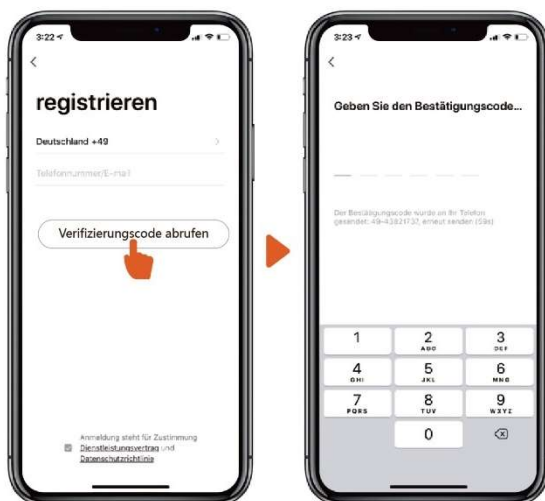 3:22
registrieren
Deutschland +49
Telefonnummer/E-mail
Verifizierungscode abrufen
Anmeldung steht für Zustimmung
Dienstleistungsvertrag und
Datenschutzrichtlinie
3:23
Geben Sie den Bestätigungscode...
Der Bestätigungscode wurde an Ihr Telefon
gesendet: 49-43821737, erneut senden (59s)
1
2
ABC
3
DEF
4
GHI
5
JKL
6
MNO
7
PQRS
8
TUV
9
WXYZ
0